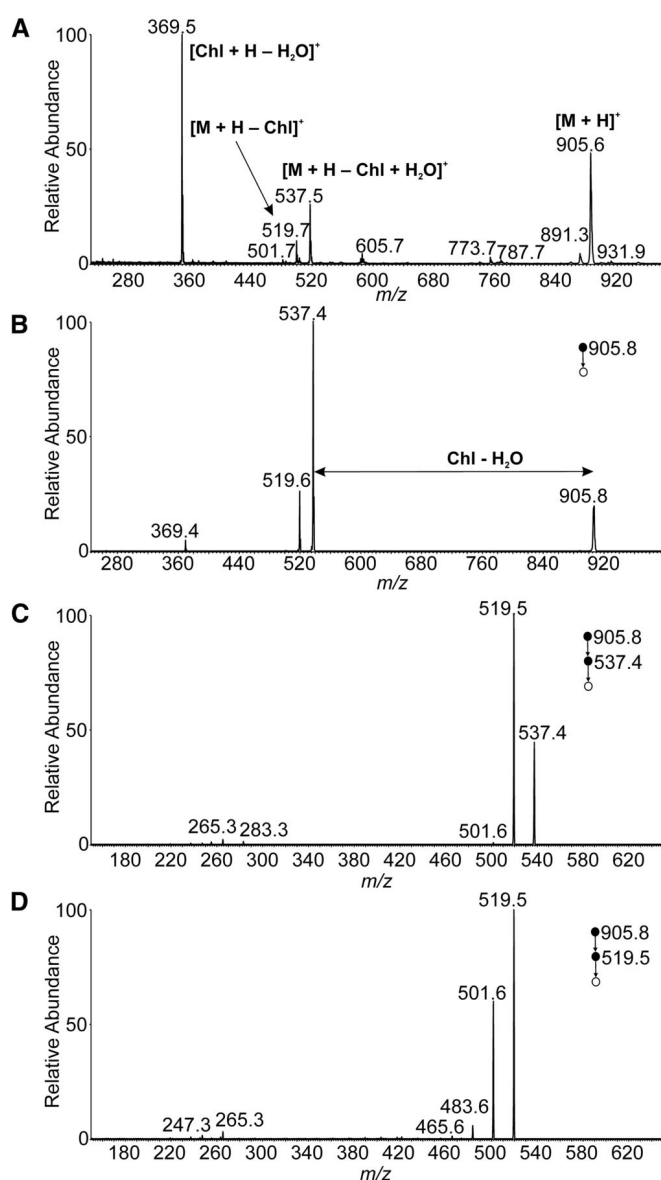 A
100
50
0
Relative Abundance
369.5
[Chl + H – H₂O]⁺
[M + H – Chl]⁺
[M + H – Chl + H₂O]⁺
[M + H]⁺
905.6
537.5
519.7
501.7
605.7
773.7
787.7
891.3
931.9
280 360 440 520 600 680 760 840 920
m/z
B
100
50
0
Relative Abundance
537.4
905.8
Chl - H₂O
519.6
905.8
369.4
280 360 440 520 600 680 760 840 920
m/z
C
100
50
0
Relative Abundance
519.5
905.8
537.4
537.4
265.3
283.3
501.6
180 220 260 300 340 380 420 460 500 540 580 620
m/z
D
100
50
0
Relative Abundance
519.5
905.8
519.5
501.6
483.6
465.6
247.3
265.3
180 220 260 300 340 380 420 460 500 540 580 620
m/z